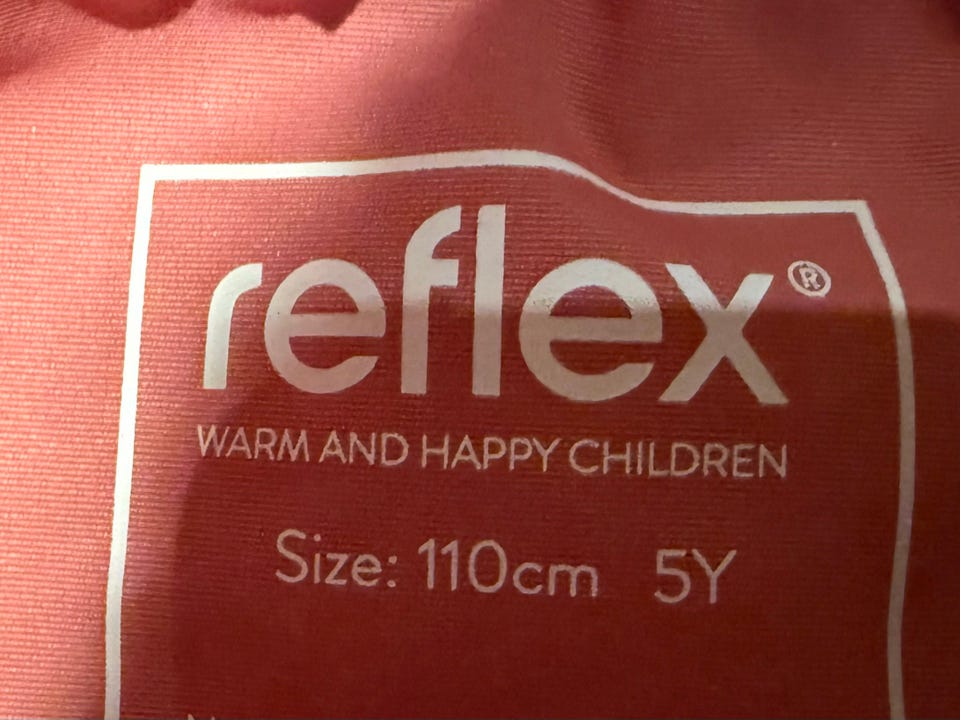 reflex®
WARM AND HAPPY CHILDREN
Size: 110cm 5Y